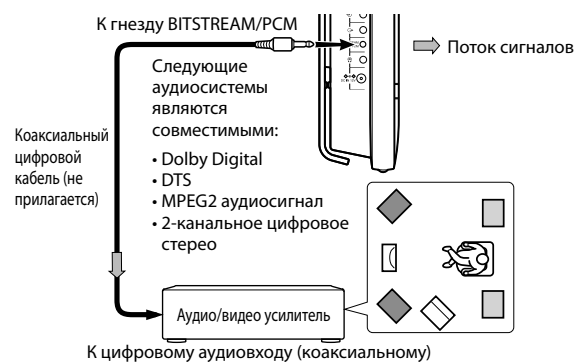 К гнезду BITSTREAM/PCM
Поток сигналов
Следующие
аудиосистемы
являются
совместимыми:
• Dolby Digital
• DTS
• MPEG2 аудиосигнал
• 2-канальное цифровое
стерео
Коаксиальный
цифровой
кабель (не
прилагается)
Аудио/видео усилитель
К цифровому аудиовходу (коаксиальному)